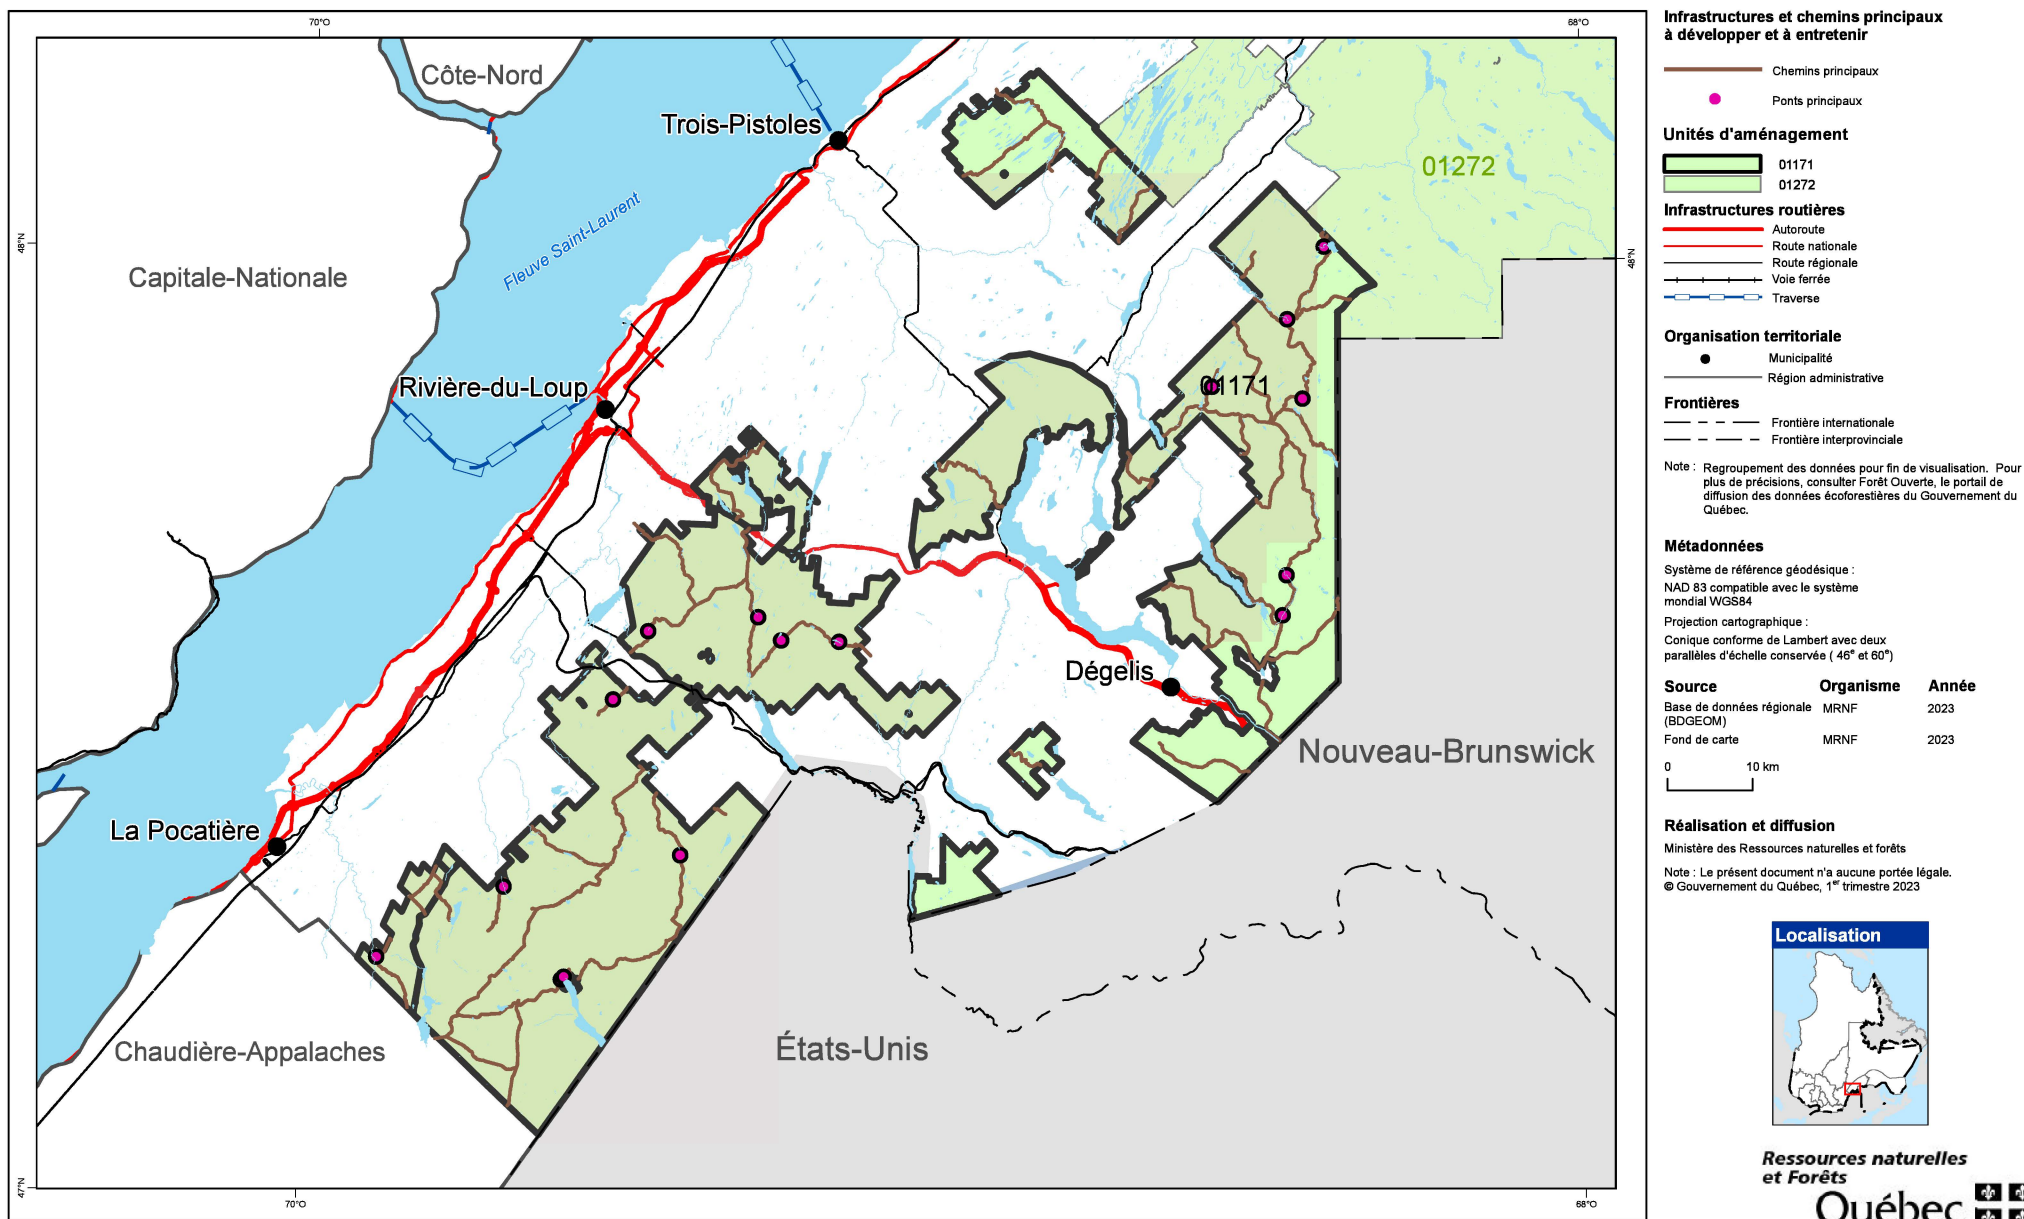 70°O
68°O
Côte-Nord
Trois-Pistoles
01272
Fleuve Saint-Laurent
48°N
48°N
Capitale-Nationale
Rivière-du-Loup
01171
Dégelis
Nouveau-Brunswick
La Pocatière
Chaudière-Appalaches
États-Unis
47°N
70°O
68°O
Infrastructures et chemins principaux
à développer et à entretenir
Chemins principaux
Ponts principaux
Unités d'aménagement
01171
01272
Infrastructures routières
Autoroute
Route nationale
Route régionale
Voie ferrée
Traverse
Organisation territoriale
Municipalité
Région administrative
Frontières
Frontière internationale
Frontière interprovinciale
Note : Regroupement des données pour fin de visualisation. Pour
plus de précisions, consulter Forêt Ouverte, le portail de
diffusion des données écoforestières du Gouvernement du
Québec.
Métadonnées
Système de référence géodésique :
NAD 83 compatible avec le système
mondial WGS84
Projection cartographique :
Conique conforme de Lambert avec deux
parallèles d'échelle conservée ( 46e et 60e)
Source Organisme Année
Base de données régionale MRNF 2023
(BDGEOM)
Fond de carte MRNF 2023
0 10 km
Réalisation et diffusion
Ministère des Ressources naturelles et forêts
Note : Le présent document n'a aucune portée légale.
© Gouvernement du Québec, 1er trimestre 2023
Localisation
Ressources naturelles
et Forêts
Québec